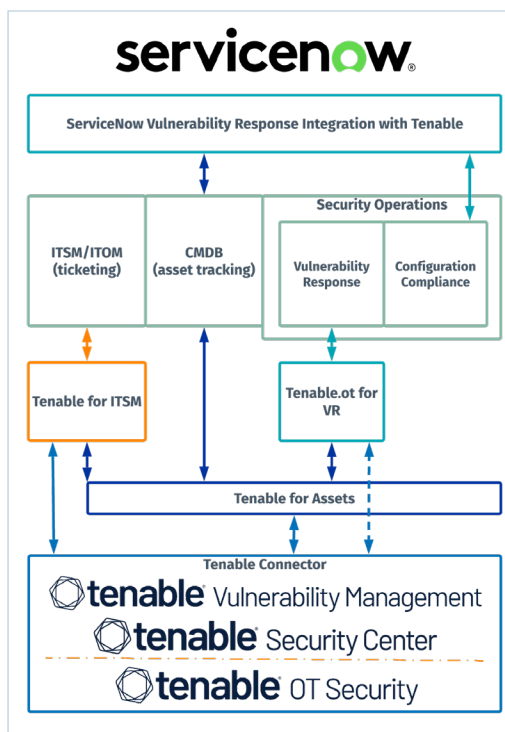 servicenow®
ServiceNow Vulnerability Response Integration with Tenable
Security Operations
ITSM/ITOM
(ticketing)
CMDB
(asset tracking)
Vulnerability
Response
Configuration
Compliance
Tenable for ITSM
Tenable.ot for
VR
Tenable for Assets
Tenable Connector
tenable® Vulnerability Management
tenable® Security Center
tenable® OT Security